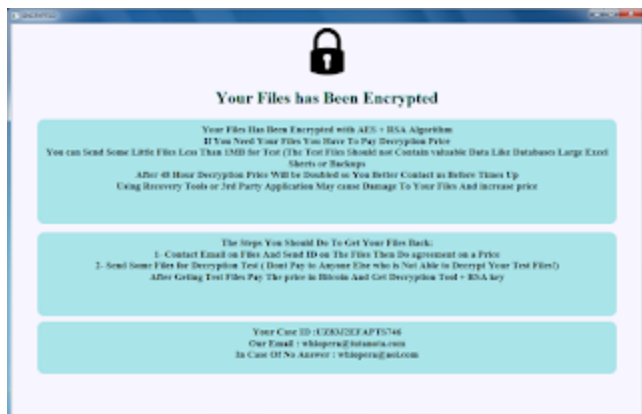 Your Files has Been Encrypted
Your Files Has Been Encrypted with AES + RSA Algorithm
If You Need Your Files You Have To Pay Decryption Price
You can Send Some Little Files Less Than 1MB for Test (The Test Files Should not Contain valuable Data Like Databases Large Excel
Sheets or Backups
After 48 Hour Decryption Price Will be Doubled so You Better Contact us Before Times Up
Using Recovery Tools or 3rd Party Application May cause Damage To Your Files And increase price
The Steps You Should Do To Get Your Files Back:
1- Contact Email on Files And Send ID on The Files Then Do agreement on a Price
2- Send Some Files for Decryption Test ( Dont Pay to Anyone Else who is Not Able to Decrypt Your Test Files!)
After Geting Test Files Pay The price in Bitcoin And Get Decryption Tool + RSA key
Your Case ID :
Our Email :
In Case Of No Answer :